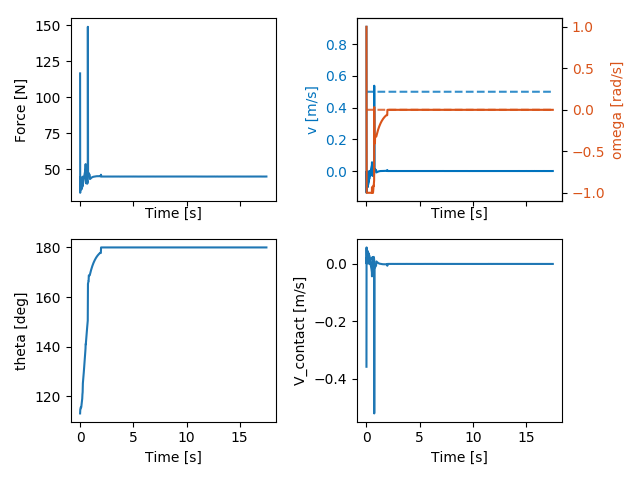 150
125
100
75
50
Force [N]
Time [s]
0.8
0.6
0.4
0.2
0.0
v [m/s]
1.0
0.5
0.0
−0.5
−1.0
omega [rad/s]
Time [s]
180
160
140
120
theta [deg]
0 5 10 15
Time [s]
0.0
−0.2
−0.4
V_contact [m/s]
0 5 10 15
Time [s]